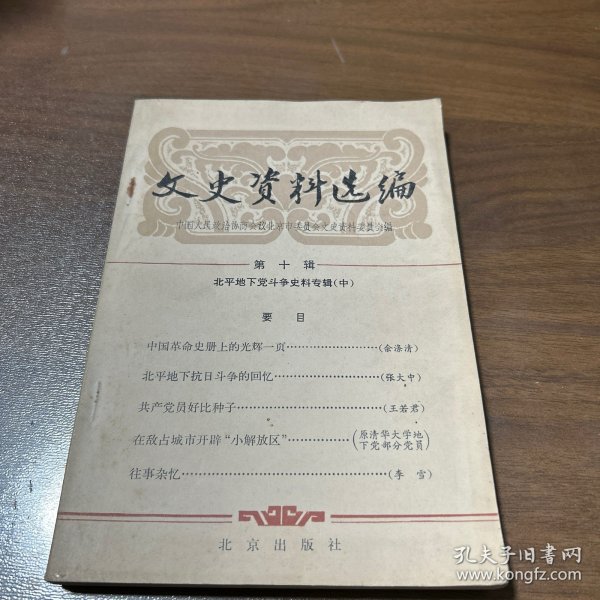 文史资料选编
中国人民政治协商会议北京市委员会文史资料委员会编
第十辑
北平地下党斗争史料专辑(中)
要目
中国革命史册上的光辉一页……………………(佘涤清)
北平地下抗日斗争的回忆………………………(张大中)
共产党员好比种子………………………………(王若君)
在敌占城市开辟“小解放区”……………(原清华大学地下党部分党员)
往事杂忆…………………………………………(李雪)
北京出版社
孔夫子旧书网
www.kongfz.com